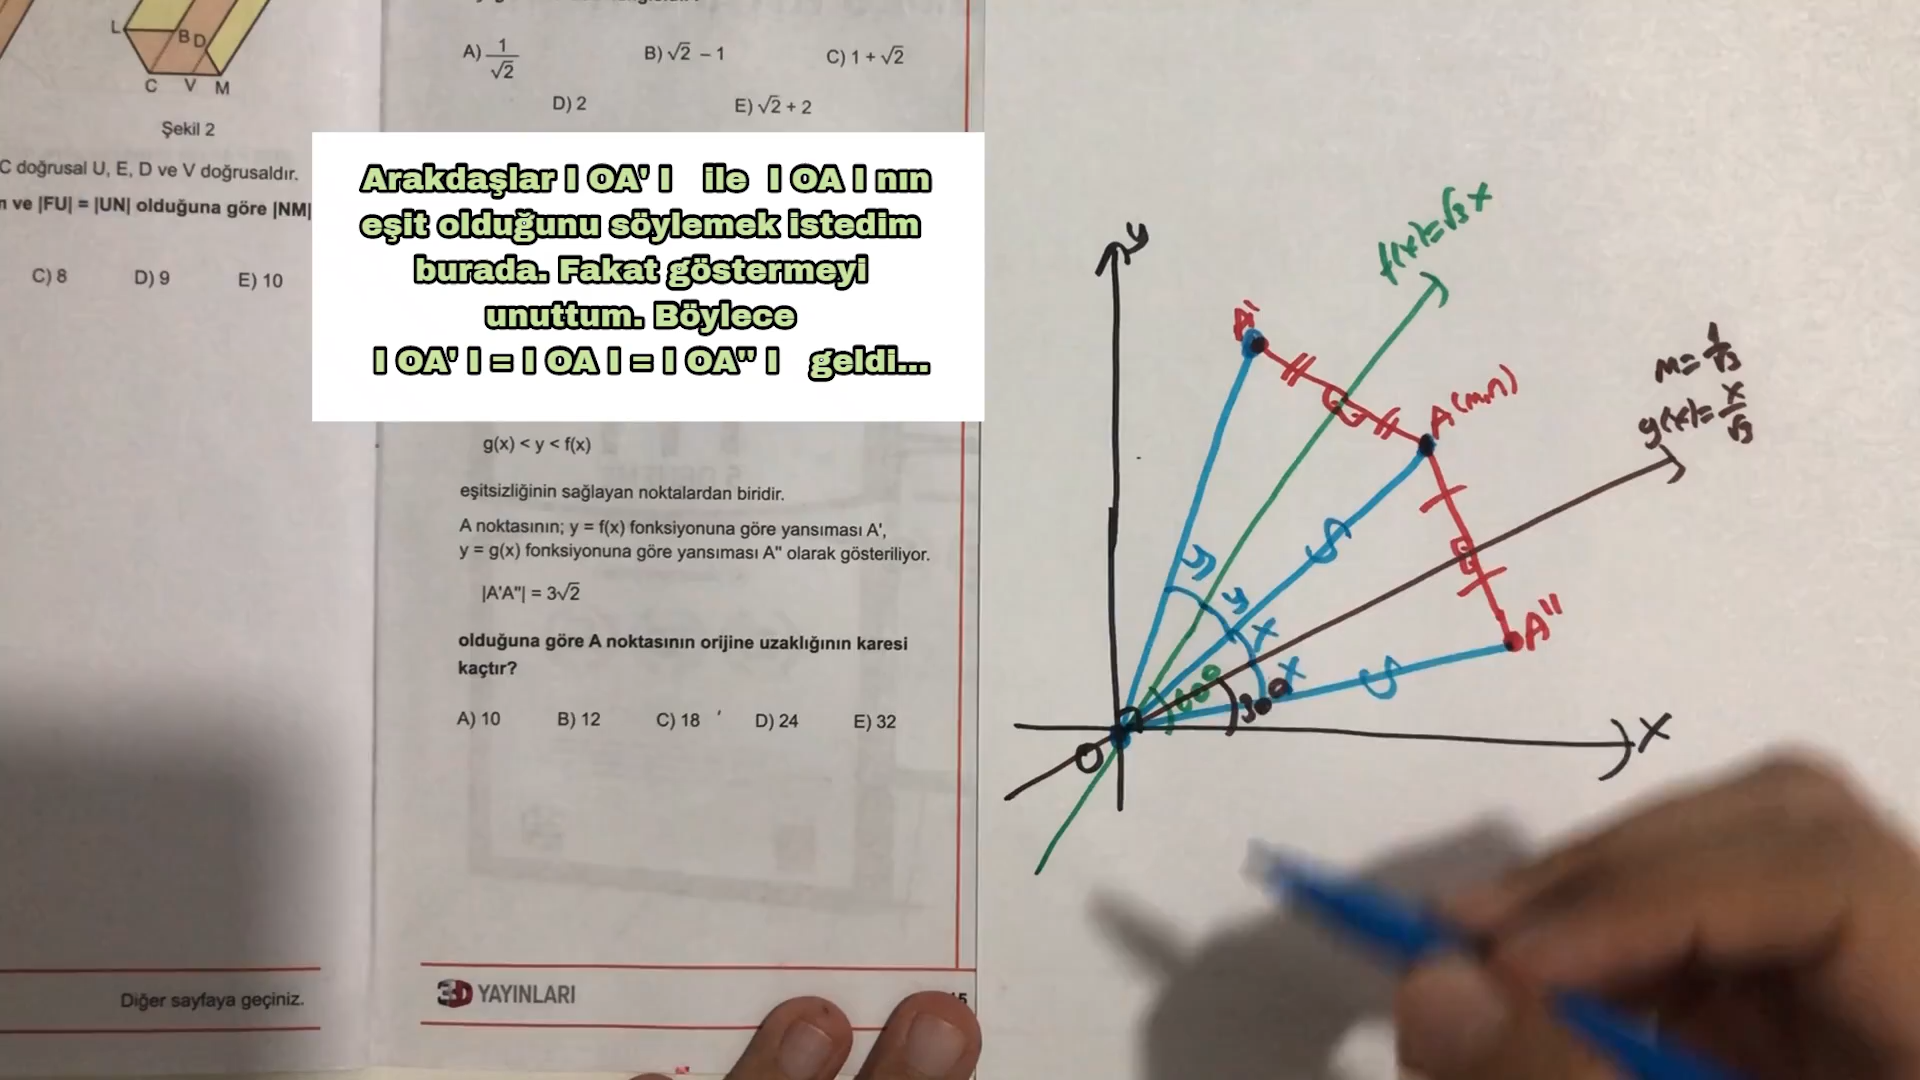 L
B
D
C V M
Şekil 2
C doğrusal U, E, D ve V doğrusaldır.
ve |FU| = |UN| olduğuna göre |NM|
C) 8 D) 9 E) 10
Diğer sayfaya geçiniz.
A) 1/√2 B) √2 − 1 C) 1 + √2
D) 2 E) √2 + 2
Arakdaşlar I OA' I ile I OA I nın
eşit olduğunu söylemek istedim
burada. Fakat göstermeyi
unuttum. Böylece
I OA' I = I OA I = I OA'' I geldi...
g(x) < y < f(x)
eşitsizliğinin sağlayan noktalardan biridir.
A noktasının; y = f(x) fonksiyonuna göre yansıması A',
y = g(x) fonksiyonuna göre yansıması A" olarak gösteriliyor.
|A'A"| = 3√2
olduğuna göre A noktasının orijine uzaklığının karesi
kaçtır?
A) 10 B) 12 C) 18 D) 24 E) 32
3D YAYINLARI
y
f(x)=√3x
A'
A(m,n)
m=1/√3
g(x)=x/√3
A"
y
y
x
x
60°
30°
O
X